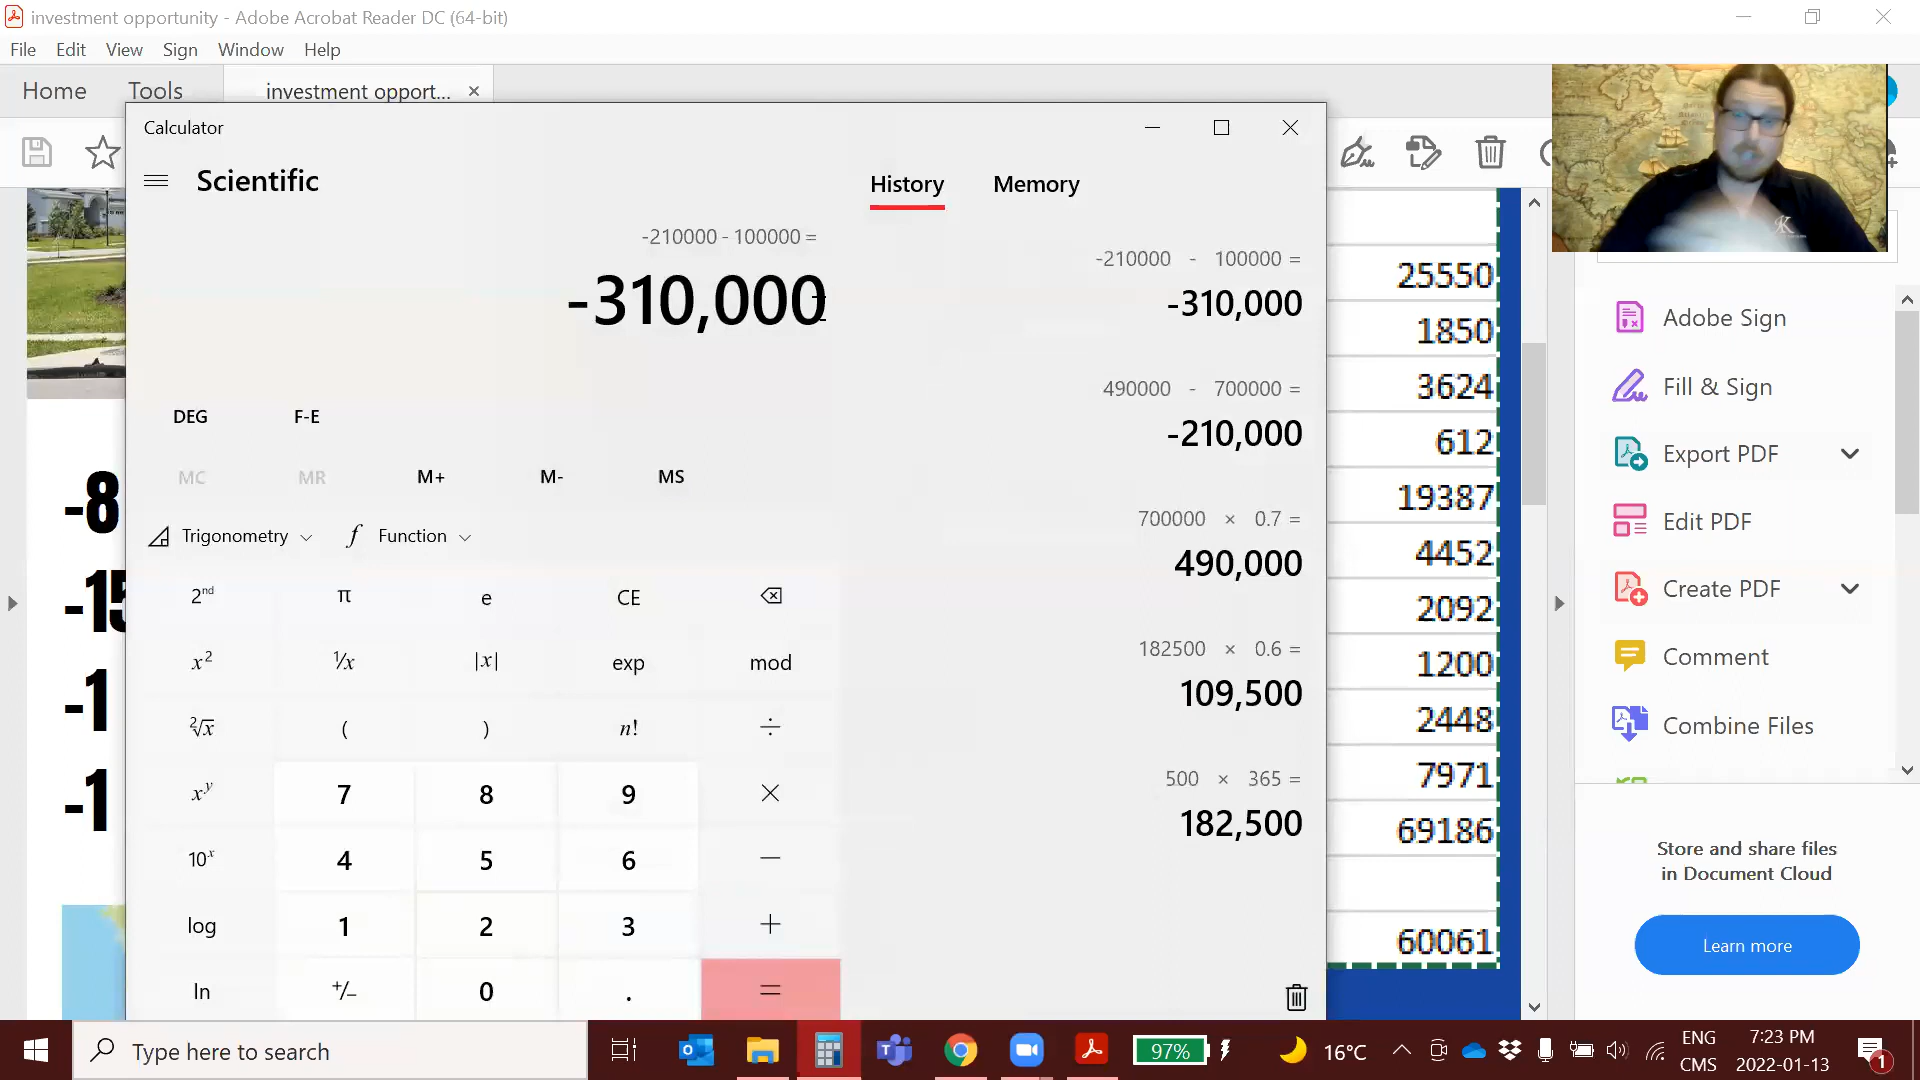 investment opportunity - Adobe Acrobat Reader DC (64-bit)
File Edit View Sign Window Help
Home Tools investment opport... ×
Calculator
Scientific
History Memory
-210000 - 100000 =
-310,000
-210000 - 100000 =
-310,000
490000 - 700000 =
-210,000
700000 × 0.7 =
490,000
182500 × 0.6 =
109,500
500 × 365 =
182,500
DEG F-E
MC MR M+ M- MS
Trigonometry f Function
2nd π e CE
x2 1/x |x| exp mod
2√x ( ) n! ÷
xy 7 8 9 ×
10x 4 5 6 −
log 1 2 3 +
ln +/− 0 . =
-8
-15
-1
-1
25550
1850
3624
612
19387
4452
2092
1200
2448
7971
69186
60061
Adobe Sign
Fill & Sign
Export PDF
Edit PDF
Create PDF
Comment
Combine Files
Store and share files
in Document Cloud
Learn more
Type here to search
97%
16°C
ENG
CMS
7:23 PM
2022-01-13
1